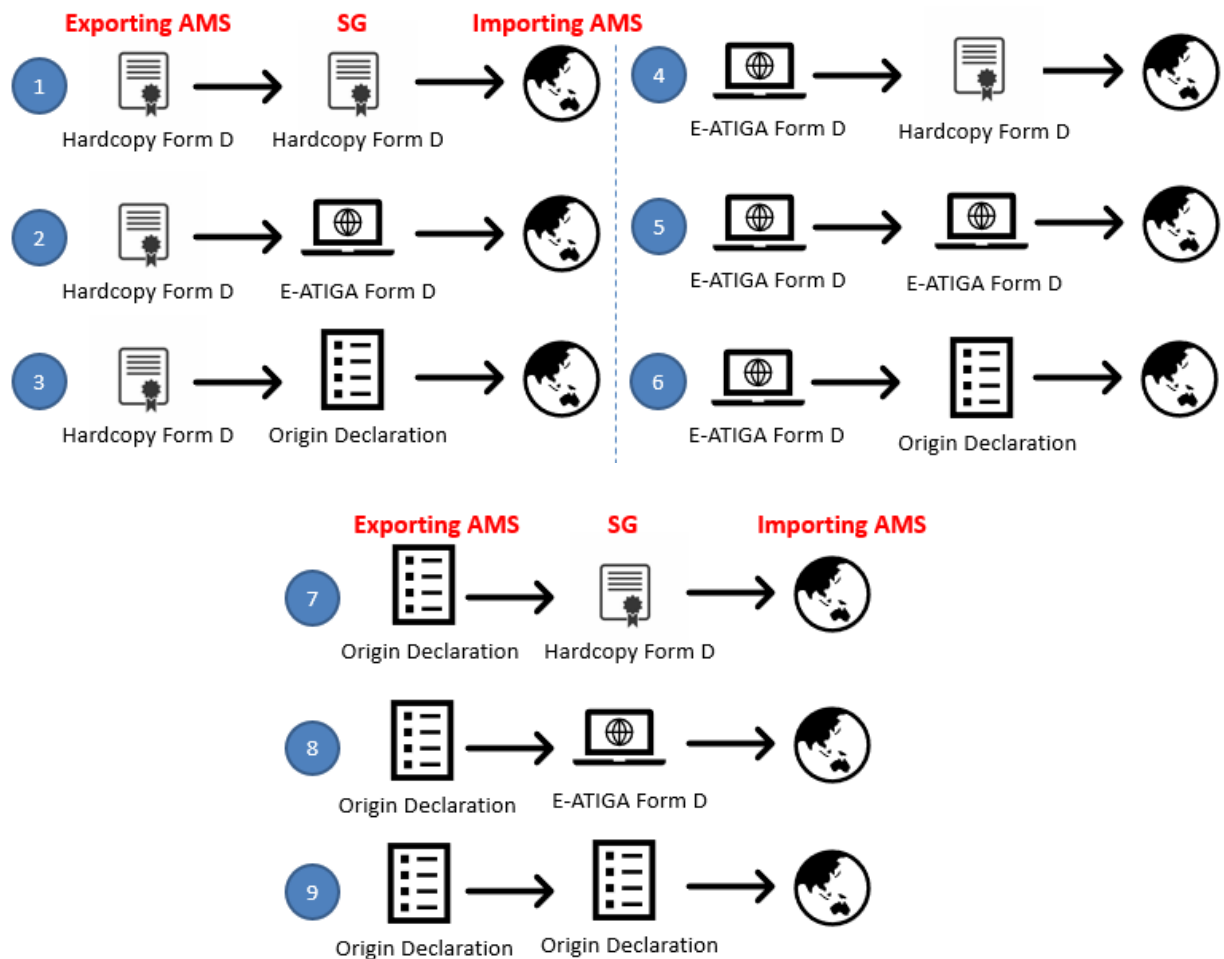 Exporting AMS SG Importing AMS
1
Hardcopy Form D Hardcopy Form D
2
Hardcopy Form D E-ATIGA Form D
3
Hardcopy Form D Origin Declaration
4
E-ATIGA Form D Hardcopy Form D
5
E-ATIGA Form D E-ATIGA Form D
6
E-ATIGA Form D Origin Declaration
Exporting AMS SG Importing AMS
7
Origin Declaration Hardcopy Form D
8
Origin Declaration E-ATIGA Form D
9
Origin Declaration Origin Declaration